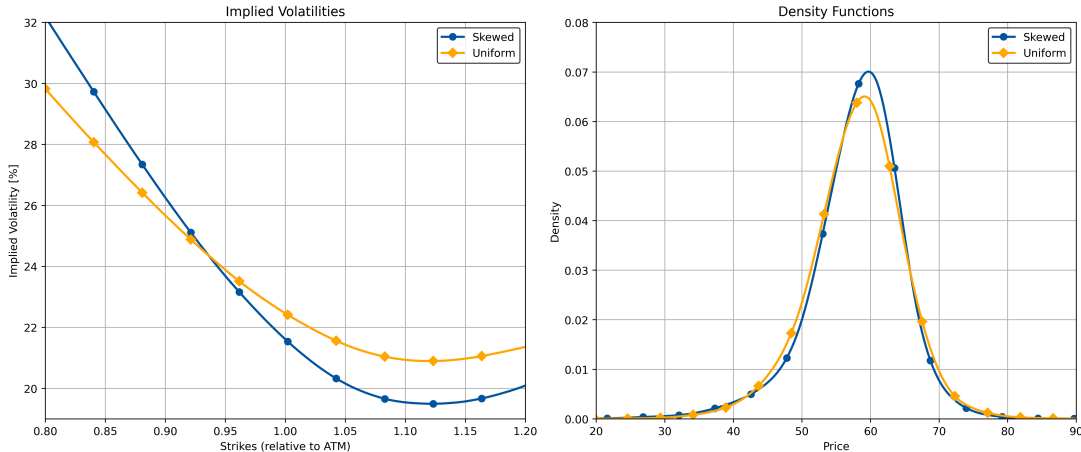 Implied Volatilities
32
30
28
26
24
22
20
Implied Volatility [%]
0.80 0.85 0.90 0.95 1.00 1.05 1.10 1.15 1.20
Strikes (relative to ATM)
Skewed
Uniform
Density Functions
0.08
0.07
0.06
0.05
0.04
0.03
0.02
0.01
0.00
Density
20 30 40 50 60 70 80 90
Price
Skewed
Uniform